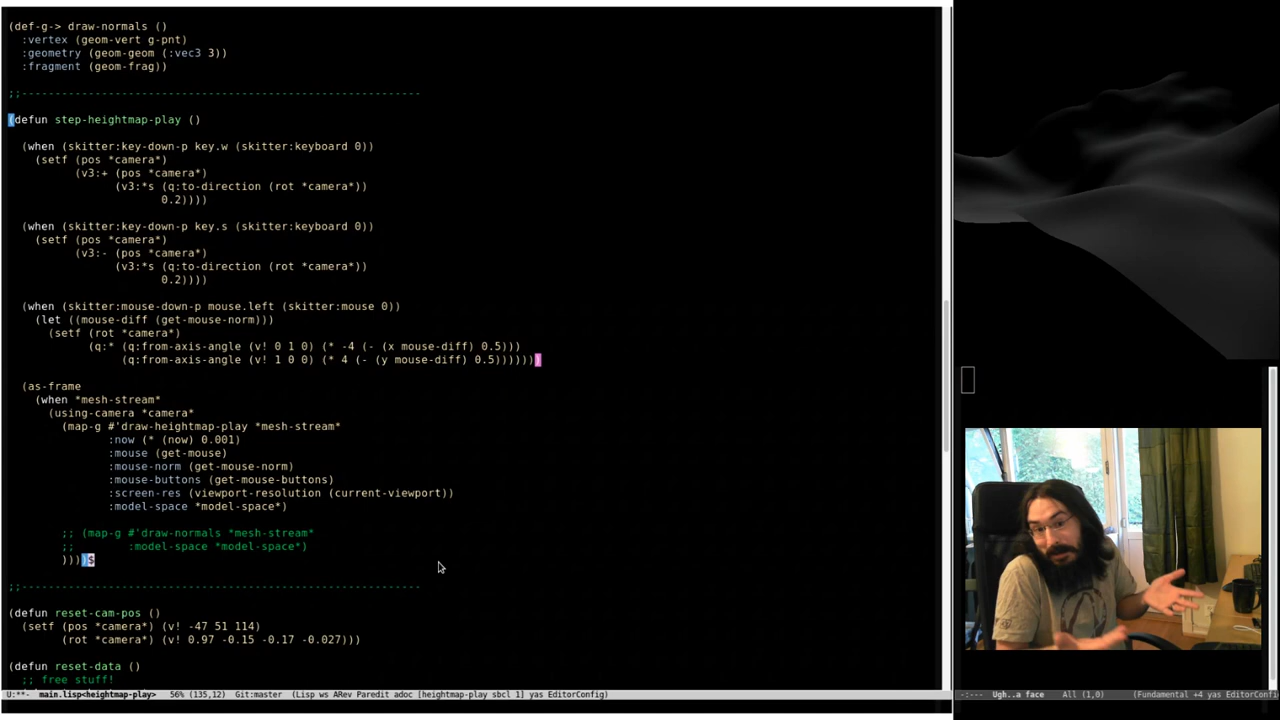 (def-g-> draw-normals ()
  :vertex (geom-vert g-pnt)
  :geometry (geom-geom (:vec3 3))
  :fragment (geom-frag))
;;------------------------------------------------------------
(defun step-heightmap-play ()
  (when (skitter:key-down-p key.w (skitter:keyboard 0))
    (setf (pos *camera*)
          (v3:+ (pos *camera*)
                (v3:*s (q:to-direction (rot *camera*))
                       0.2))))
  (when (skitter:key-down-p key.s (skitter:keyboard 0))
    (setf (pos *camera*)
          (v3:- (pos *camera*)
                (v3:*s (q:to-direction (rot *camera*))
                       0.2))))
  (when (skitter:mouse-down-p mouse.left (skitter:mouse 0))
    (let ((mouse-diff (get-mouse-norm)))
      (setf (rot *camera*)
            (q:* (q:from-axis-angle (v! 0 1 0) (* -4 (- (x mouse-diff) 0.5)))
                 (q:from-axis-angle (v! 1 0 0) (* 4 (- (y mouse-diff) 0.5)))))))
  (as-frame
    (when *mesh-stream*
      (using-camera *camera*
        (map-g #'draw-heightmap-play *mesh-stream*
               :now (* (now) 0.001)
               :mouse (get-mouse)
               :mouse-norm (get-mouse-norm)
               :mouse-buttons (get-mouse-buttons)
               :screen-res (viewport-resolution (current-viewport))
               :model-space *model-space*)
        ;; (map-g #'draw-normals *mesh-stream*
        ;;        :model-space *model-space*)
        ))))$
;;------------------------------------------------------------
(defun reset-cam-pos ()
  (setf (pos *camera*) (v! -47 51 114)
        (rot *camera*) (v! 0.97 -0.15 -0.17 -0.027)))
(defun reset-data ()
  ;; free stuff!
U:**-  main.lisp<heightmap-play>   56% (135,12)  Git:master  (Lisp ws ARev Paredit adoc [heightmap-play sbcl 1] yas EditorConfig)
-:---  Ugh..a face   All (1,0)    (Fundamental +4 yas EditorConfi